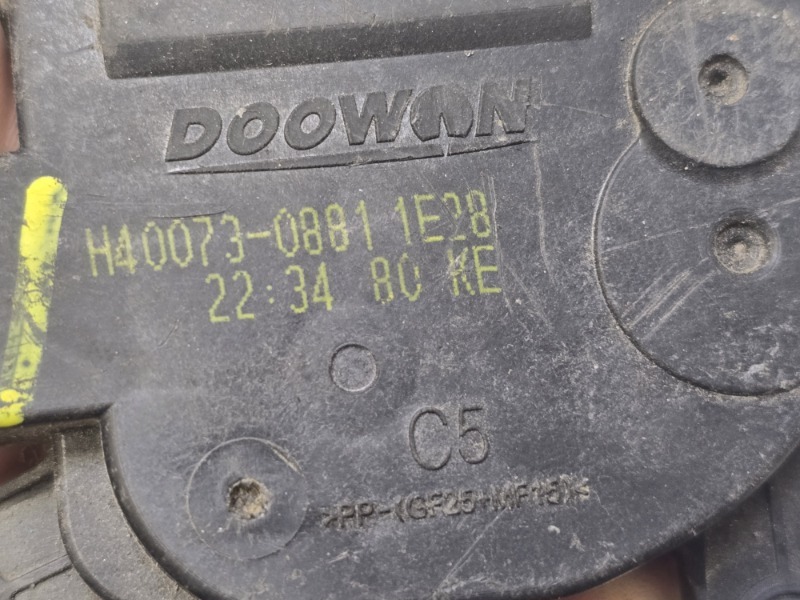 DOOWON
H40073-0881 1E28
22:34 80 KE
C5
>PP-(GF25+MF15)<